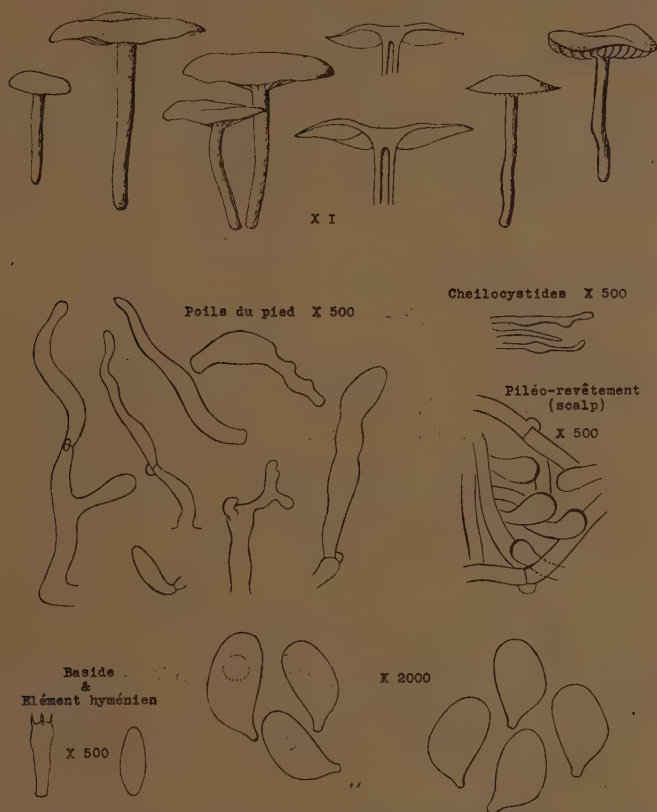 X I
Poils du pied X 500
Cheilocystides X 500
Piléo-revêtement
(scalp)
X 500
Baside
&
Elément hyménien
X 500
X 2000